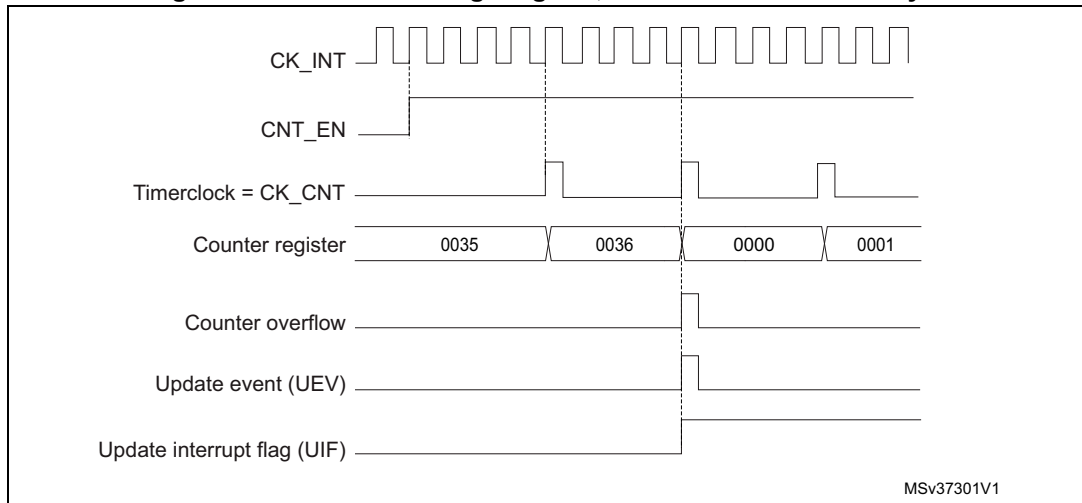 CK_INT
CNT_EN
Timerclock = CK_CNT
Counter register
0035
0036
0000
0001
Counter overflow
Update event (UEV)
Update interrupt flag (UIF)
MSv37301V1